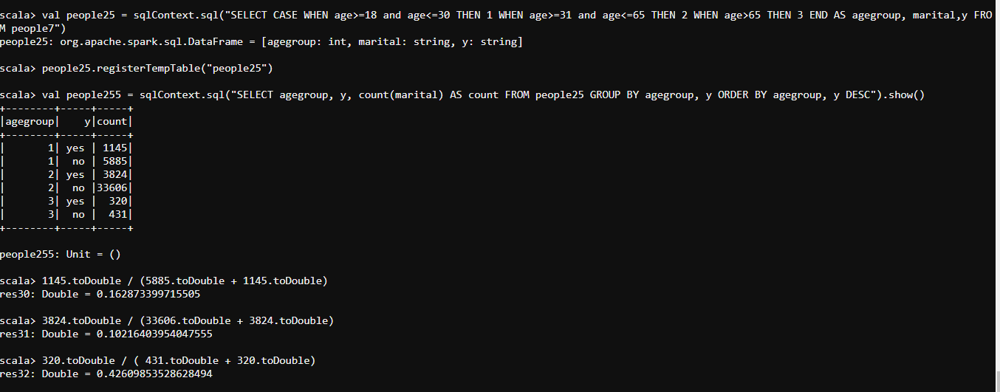 scala> val people25 = sqlContext.sql("SELECT CASE WHEN age>=18 and age<=30 THEN 1 WHEN age>=31 and age<=65 THEN 2 WHEN age>65 THEN 3 END AS agegroup, marital,y FRO
M people7")
people25: org.apache.spark.sql.DataFrame = [agegroup: int, marital: string, y: string]
scala> people25.registerTempTable("people25")
scala> val people255 = sqlContext.sql("SELECT agegroup, y, count(marital) AS count FROM people25 GROUP BY agegroup, y ORDER BY agegroup, y DESC").show()
+--------+-----+-----+
|agegroup|    y|count|
+--------+-----+-----+
|       1| yes | 1145|
|       1|  no | 5885|
|       2| yes | 3824|
|       2|  no |33606|
|       3| yes |  320|
|       3|  no |  431|
+--------+-----+-----+
people255: Unit = ()
scala> 1145.toDouble / (5885.toDouble + 1145.toDouble)
res30: Double = 0.162873399715505
scala> 3824.toDouble / (33606.toDouble + 3824.toDouble)
res31: Double = 0.10216403954047555
scala> 320.toDouble / ( 431.toDouble + 320.toDouble)
res32: Double = 0.42609853528628494